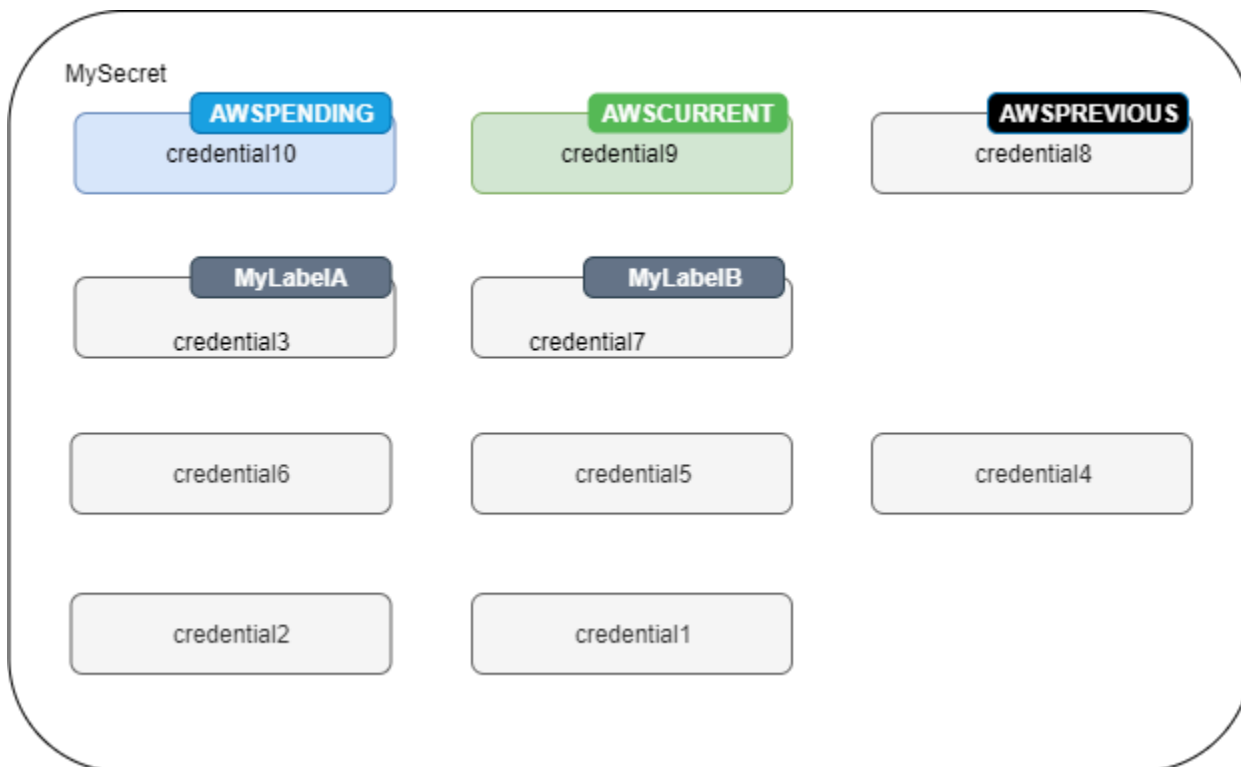 MySecret
AWSPENDING
credential10
AWSCURRENT
credential9
AWSPREVIOUS
credential8
MyLabelA
credential3
MyLabelB
credential7
credential6
credential5
credential4
credential2
credential1